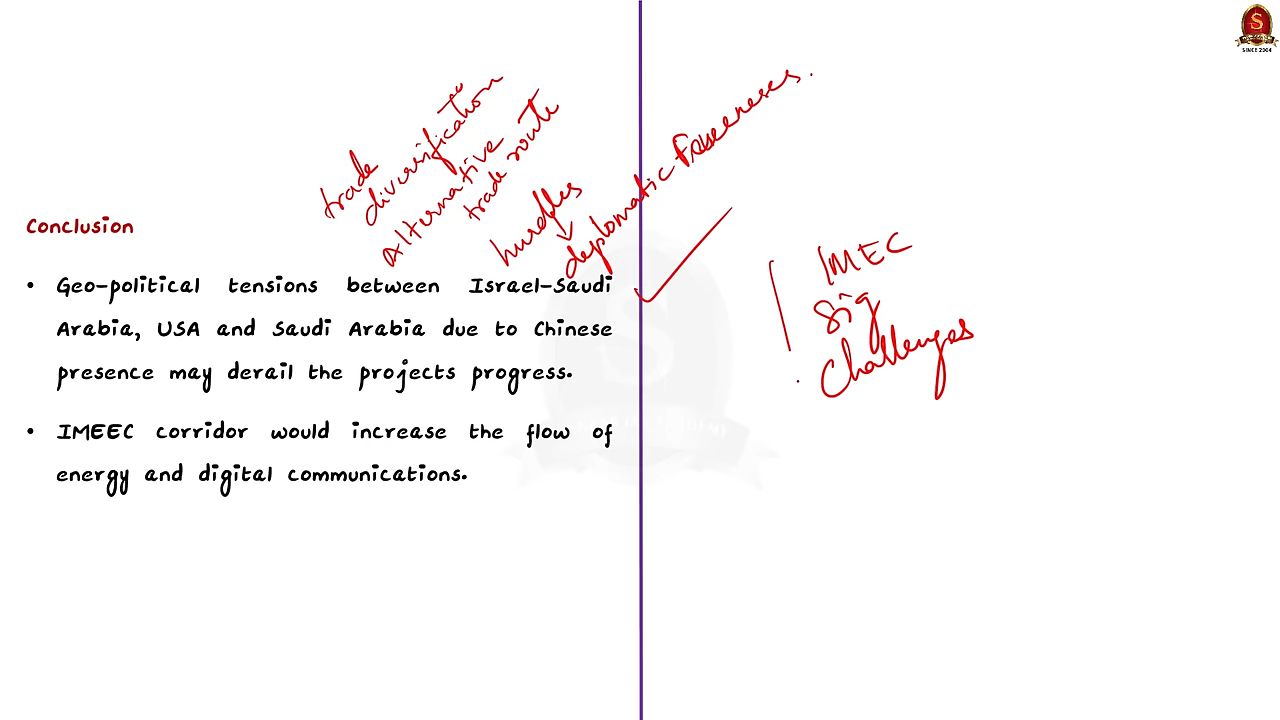 SINCE 2004
trade
diversification
Alternative
trade route
hurdles
diplomatic
Conclusion
• Geo-political tensions between Israel-Saudi
Arabia, USA and Saudi Arabia due to Chinese
presence may derail the projects progress.
• IMEEC corridor would increase the flow of
energy and digital communications.
IMEC
Sig
Challenges